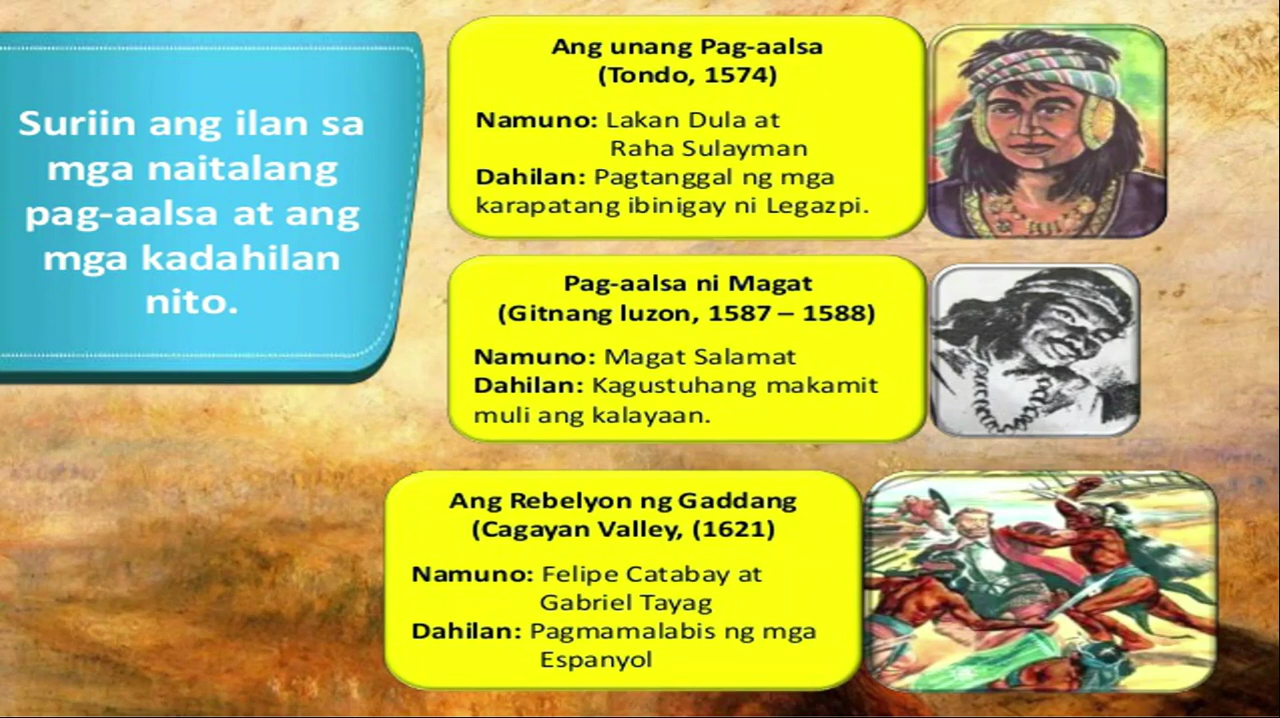 Suriin ang ilan sa
mga naitalang
pag-aalsa at ang
mga kadahilan
nito.
Ang unang Pag-aalsa
(Tondo, 1574)
Namuno: Lakan Dula at
Raha Sulayman
Dahilan: Pagtanggal ng mga
karapatang ibinigay ni Legazpi.
Pag-aalsa ni Magat
(Gitnang luzon, 1587 – 1588)
Namuno: Magat Salamat
Dahilan: Kagustuhang makamit
muli ang kalayaan.
Ang Rebelyon ng Gaddang
(Cagayan Valley, (1621)
Namuno: Felipe Catabay at
Gabriel Tayag
Dahilan: Pagmamalabis ng mga
Espanyol